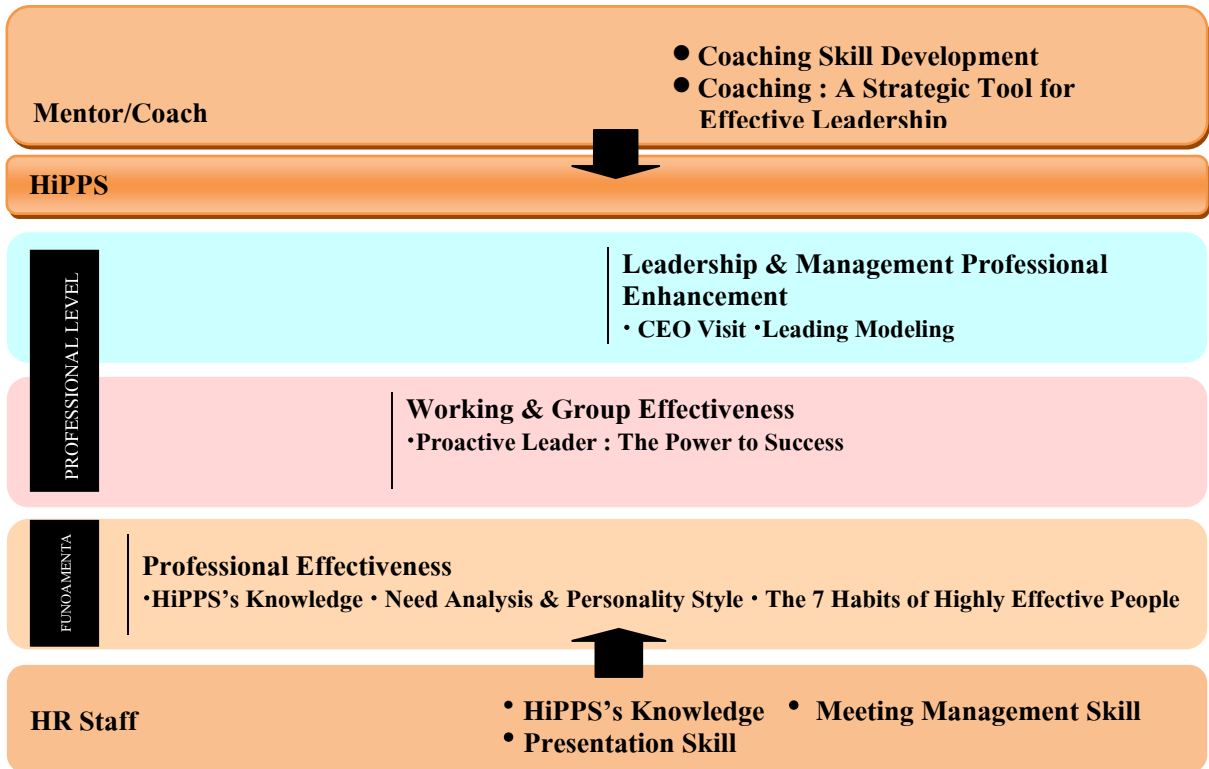 ● Coaching Skill Development
● Coaching : A Strategic Tool for
Effective Leadership
Mentor/Coach
HiPPS
PROFESSIONAL LEVEL
Leadership & Management Professional
Enhancement
· CEO Visit ·Leading Modeling
Working & Group Effectiveness
·Proactive Leader : The Power to Success
FUNOAMENTA
Professional Effectiveness
·HiPPS’s Knowledge · Need Analysis & Personality Style · The 7 Habits of Highly Effective People
HR Staff
• HiPPS’s Knowledge • Meeting Management Skill
• Presentation Skill